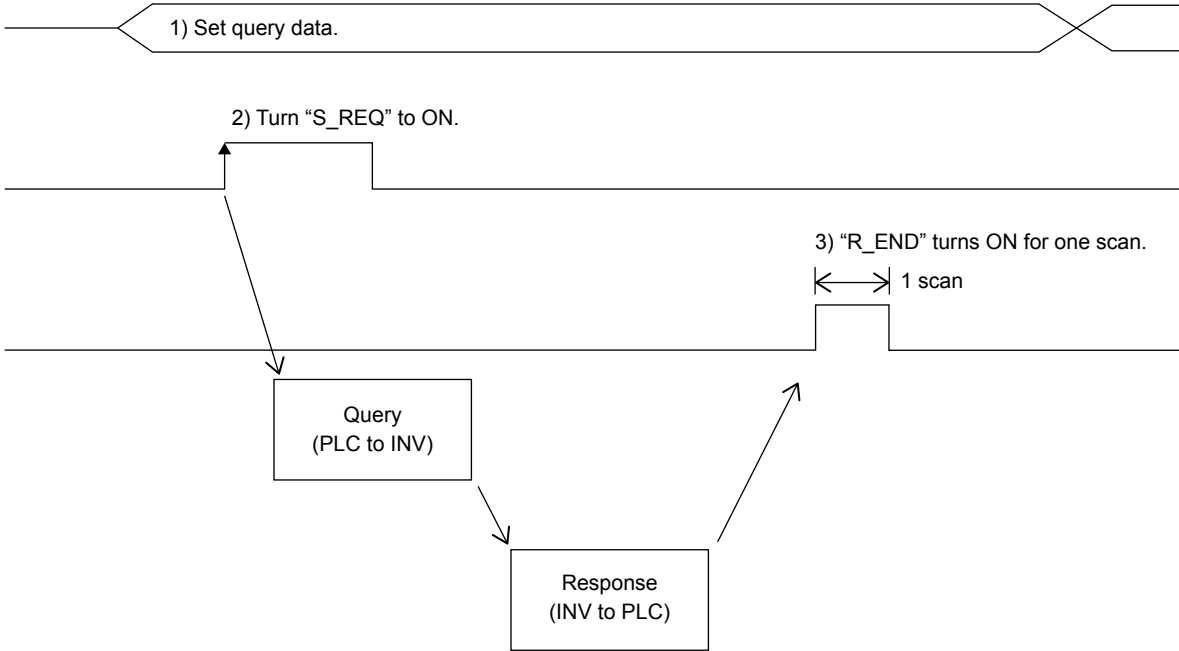 1) Set query data.
2) Turn “S_REQ” to ON.
3) “R_END” turns ON for one scan.
1 scan
Query
(PLC to INV)
Response
(INV to PLC)